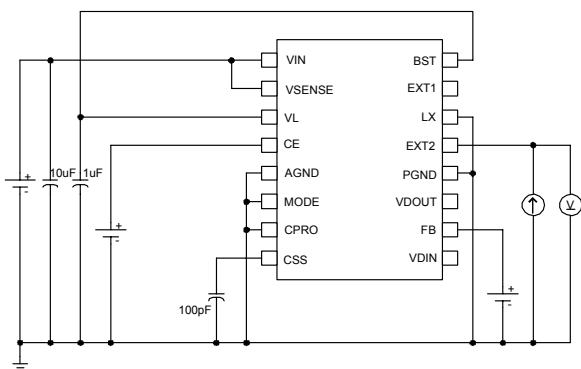 VIN
BST
VSENSE
EXT1
VL
LX
CE
EXT2
10uF
1uF
AGND
PGND
MODE
VDOUT
V
CPRO
FB
CSS
VDIN
100pF
+
-
+
-
+
-